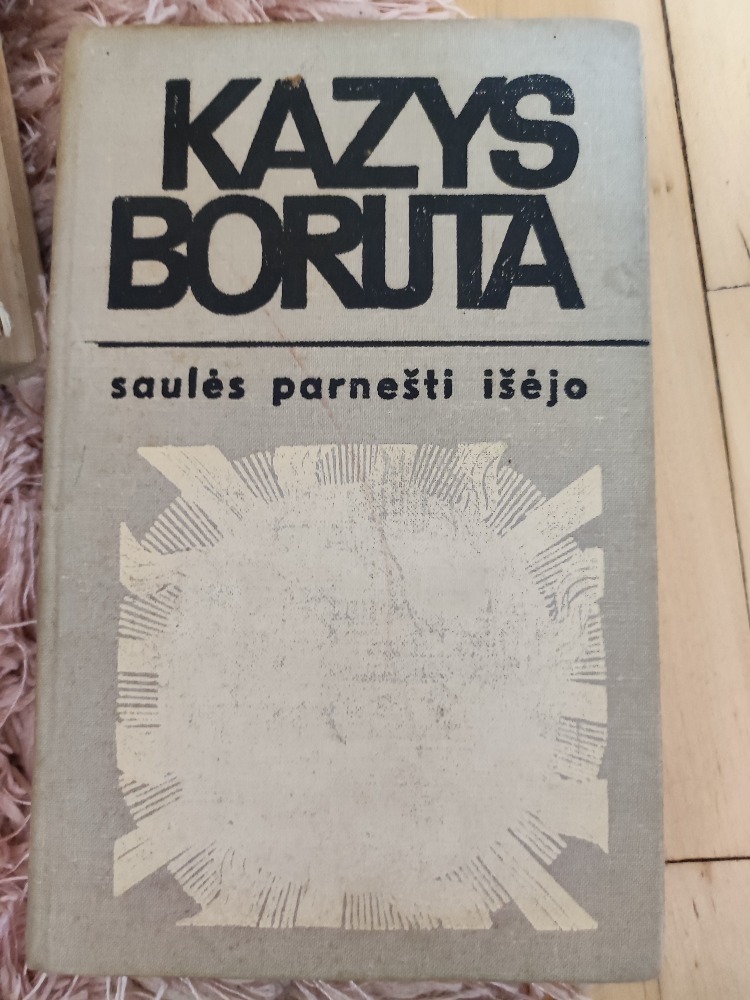 KAZYS
BORUTA
saulės parnešti išėjo